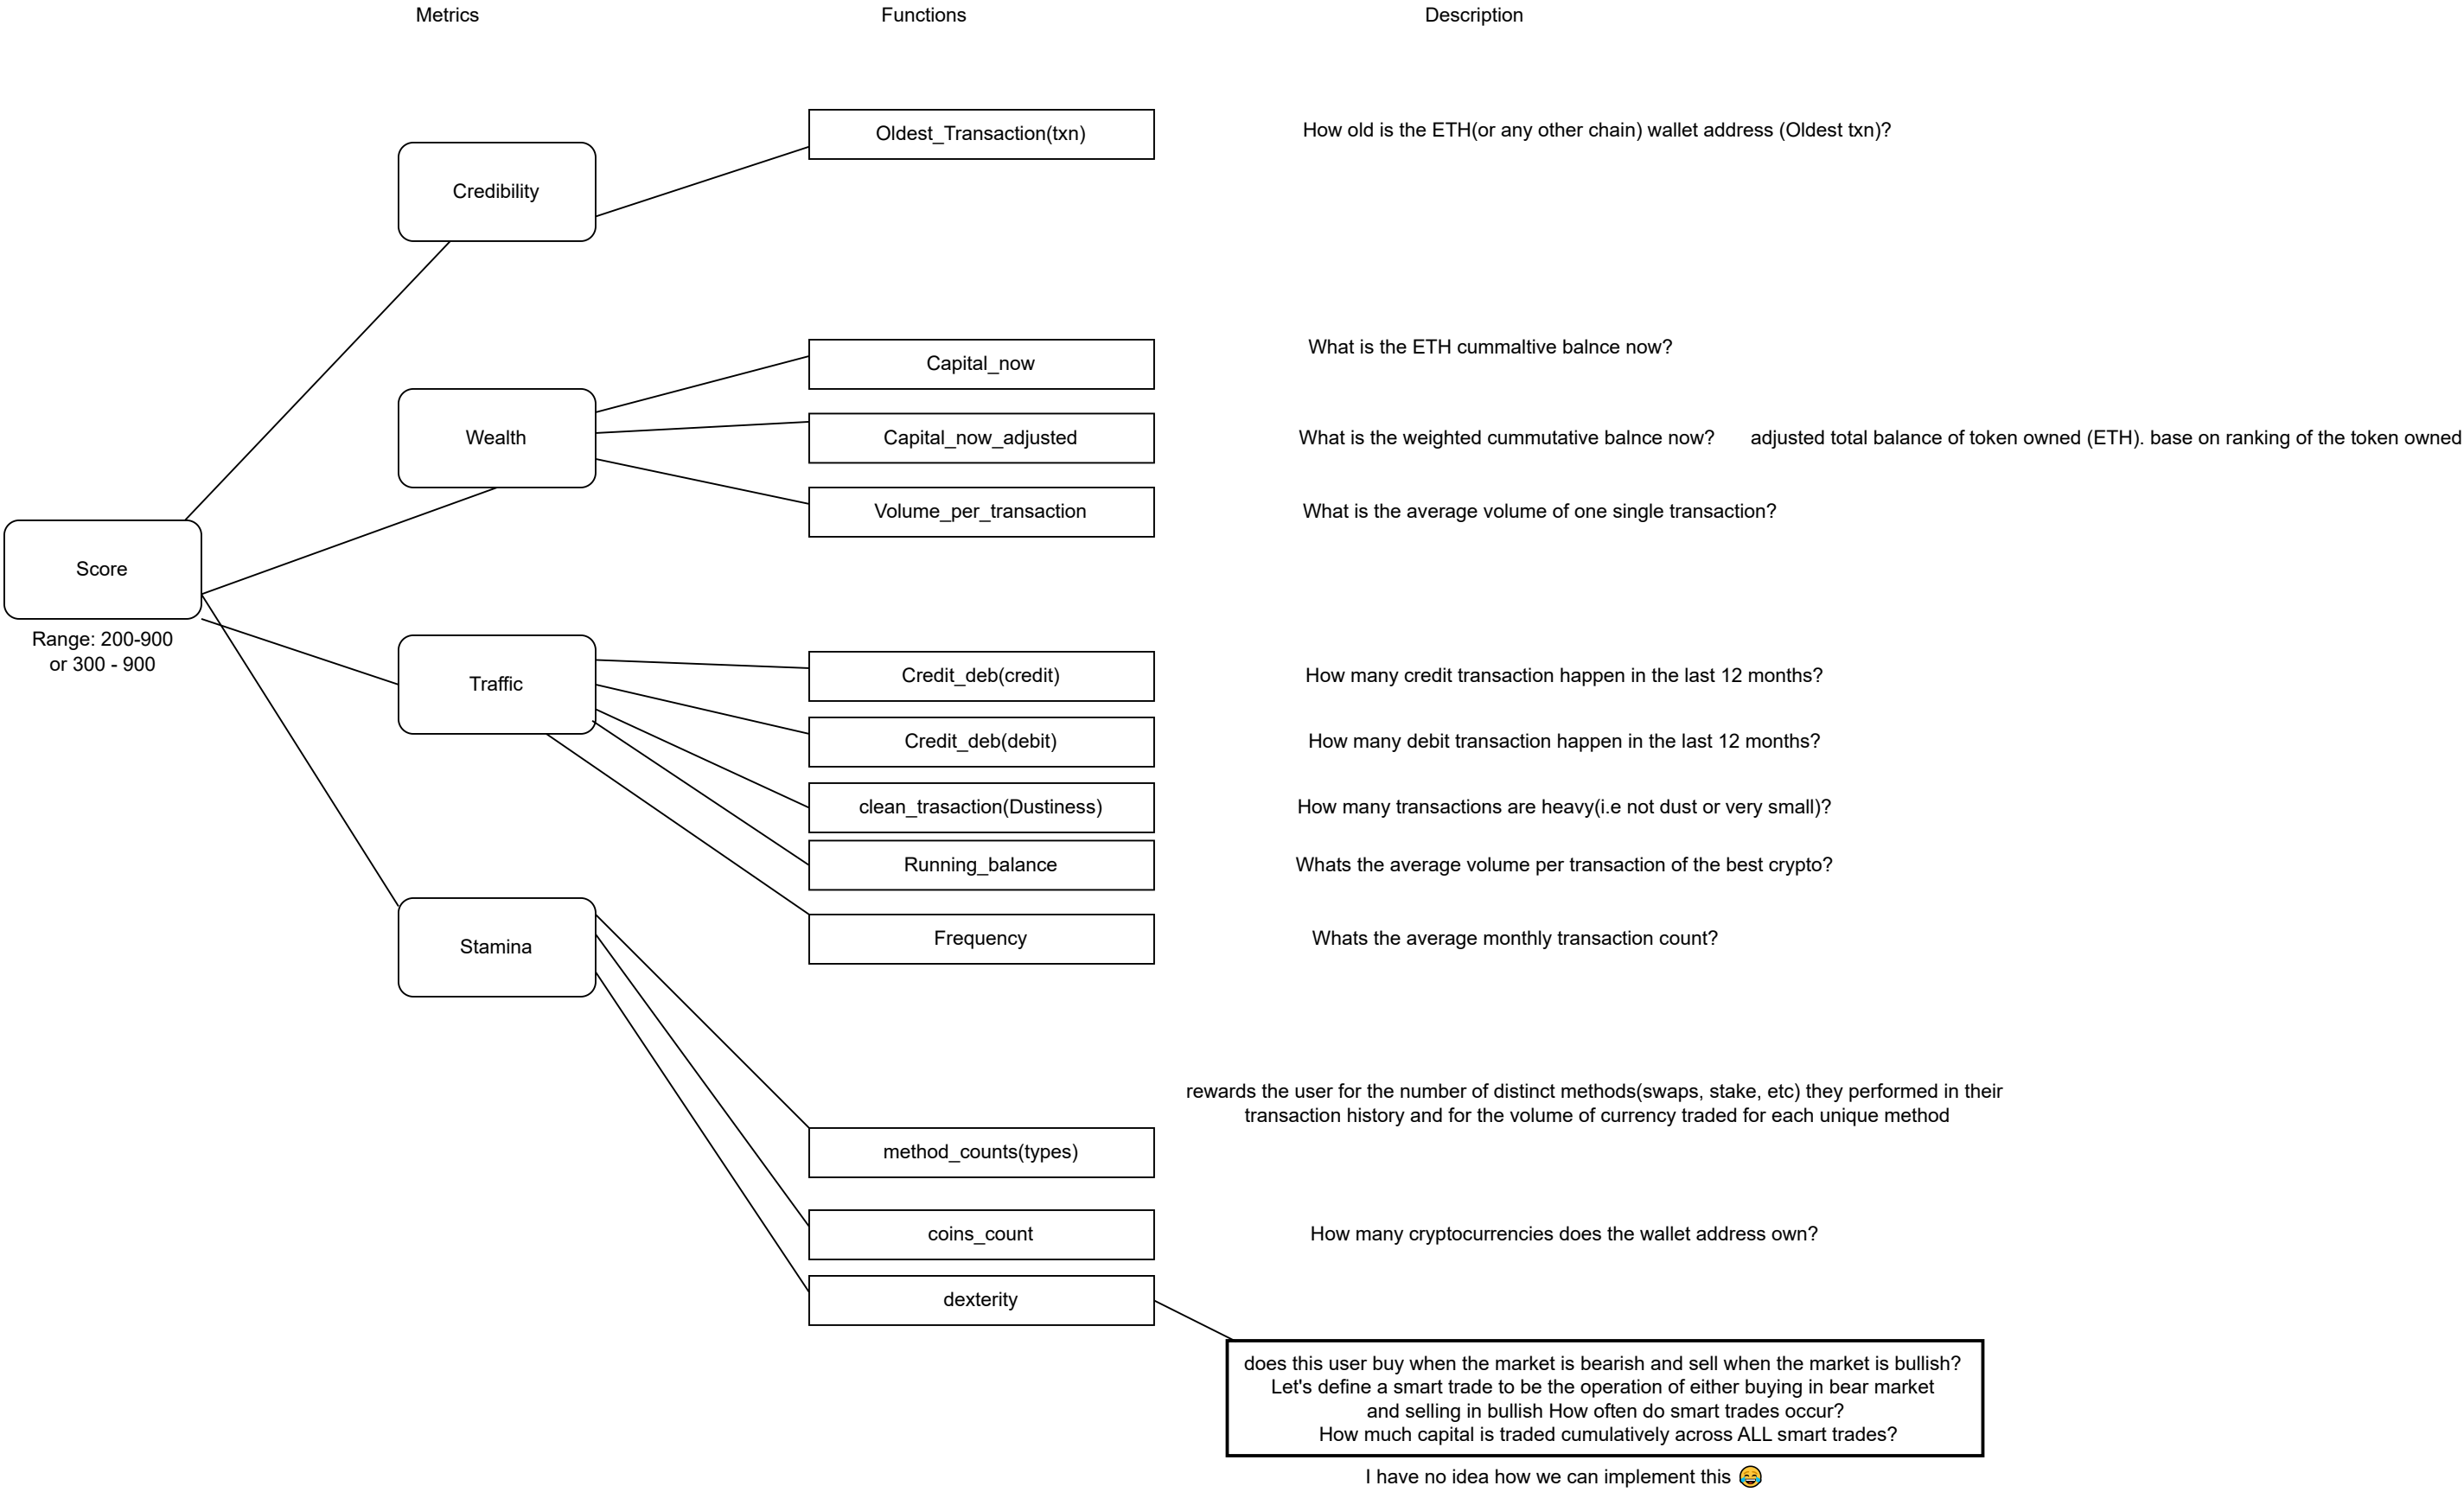 Metrics
Functions
Description
Oldest_Transaction(txn)
How old is the ETH(or any other chain) wallet address (Oldest txn)?
Credibility
What is the ETH cummaltive balnce now?
Capital_now
Wealth
Capital_now_adjusted
What is the weighted cummutative balnce now?
adjusted total balance of token owned (ETH). base on ranking of the token owned
Volume_per_transaction
What is the average volume of one single transaction?
Score
Range: 200-900
or 300 - 900
Traffic
Credit_deb(credit)
How many credit transaction happen in the last 12 months?
Credit_deb(debit)
How many debit transaction happen in the last 12 months?
clean_trasaction(Dustiness)
How many transactions are heavy(i.e not dust or very small)?
Running_balance
Whats the average volume per transaction of the best crypto?
Frequency
Whats the average monthly transaction count?
Stamina
rewards the user for the number of distinct methods(swaps, stake, etc) they performed in their
transaction history and for the volume of currency traded for each unique method
method_counts(types)
coins_count
How many cryptocurrencies does the wallet address own?
dexterity
does this user buy when the market is bearish and sell when the market is bullish?
Let's define a smart trade to be the operation of either buying in bear market
and selling in bullish How often do smart trades occur?
How much capital is traded cumulatively across ALL smart trades?
I have no idea how we can implement this 😂